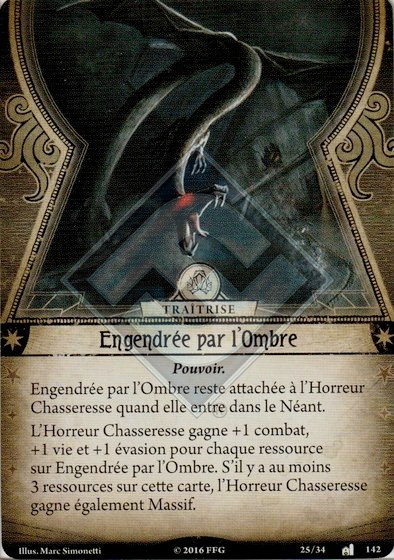 TRAÎTRISE
Engendrée par l'Ombre
Pouvoir.
Engendrée par l'Ombre reste attachée à l'Horreur
Chasseresse quand elle entre dans le Néant.
L'Horreur Chasseresse gagne +1 combat,
+1 vie et +1 évasion pour chaque ressource
sur Engendrée par l'Ombre. S'il y a au moins
3 ressources sur cette carte, l'Horreur Chasseresse
gagne également Massif.
Illus. Marc Simonetti © 2016 FFG 25/34 142